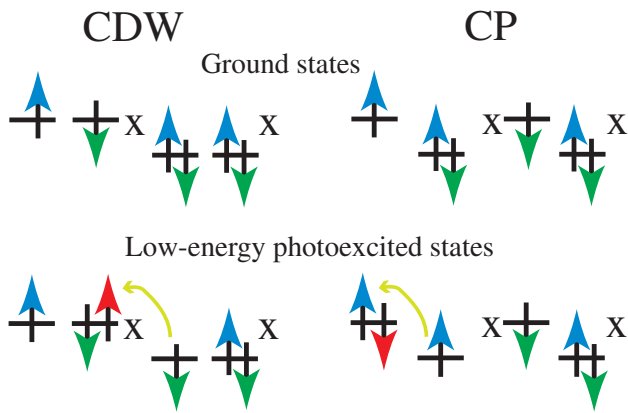 CDW CP
Ground states
X X X X
Low-energy photoexcited states
X X X X